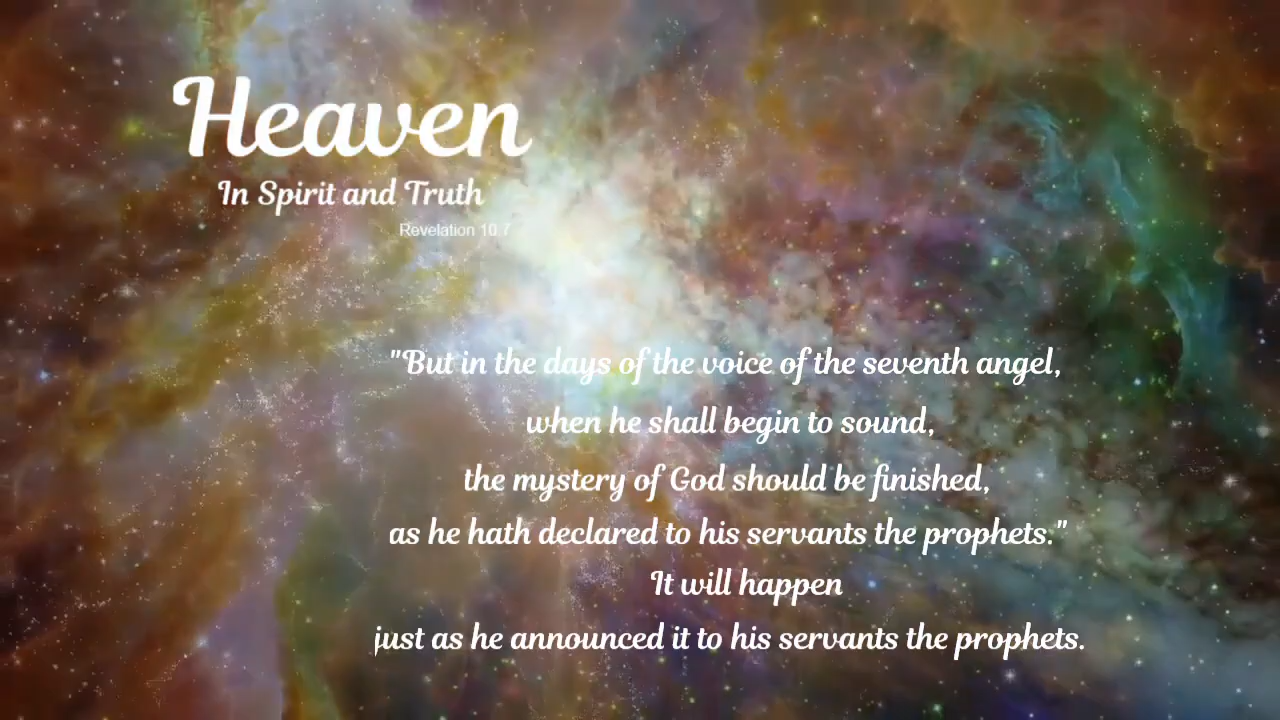 Heaven
In Spirit and Truth
Revelation 10.7
"But in the days of the voice of the seventh angel,
when he shall begin to sound,
the mystery of God should be finished,
as he hath declared to his servants the prophets."
It will happen
just as he announced it to his servants the prophets.